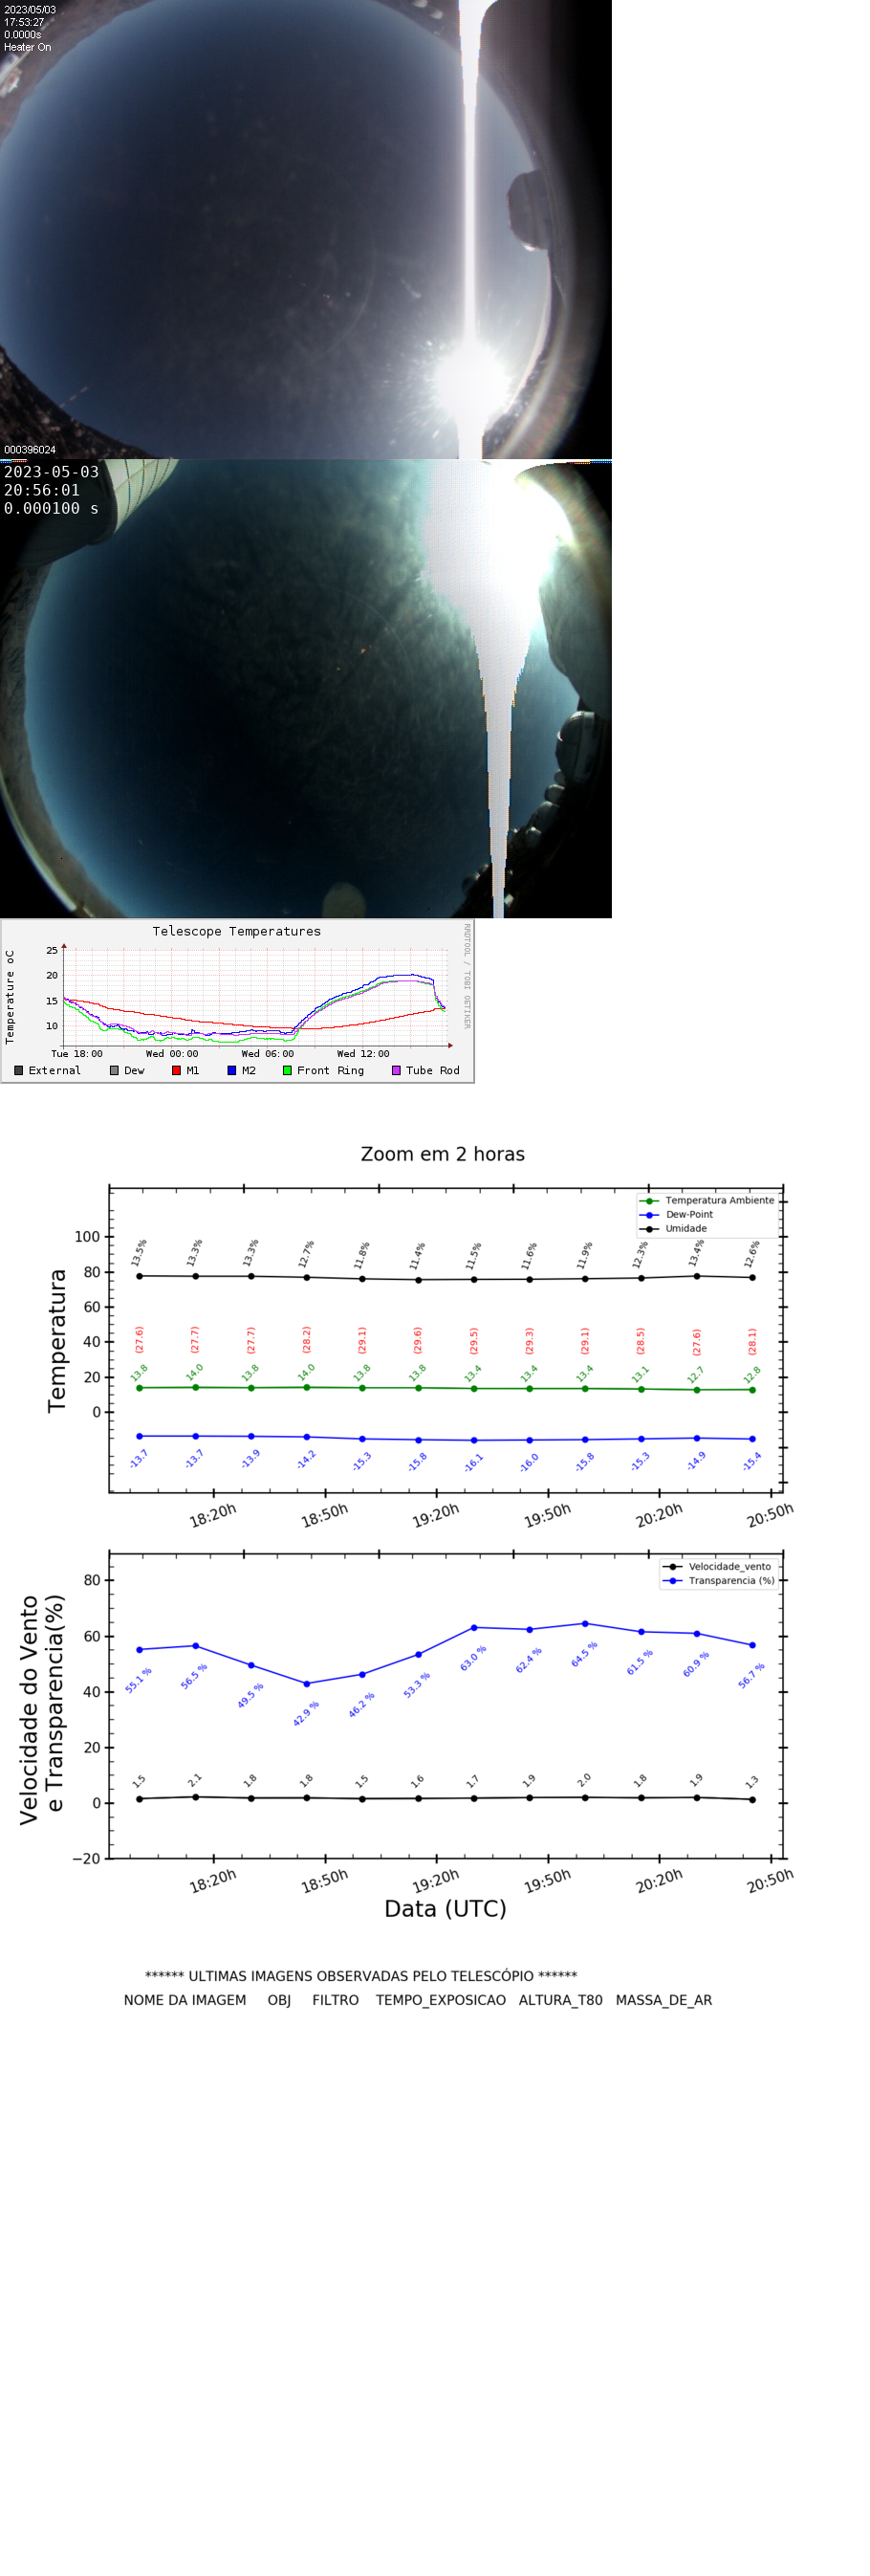 2023/05/03
17:53:27
0.0000s
Heater On
000396024
2023-05-03
20:56:01
0.000100 s
Telescope Temperatures
RRDTOOL / TOBI OETIKER
Temperature oC
25
20
15
10
Tue 18:00 Wed 00:00 Wed 06:00 Wed 12:00
External Dew M1 M2 Front Ring Tube Rod
Zoom em 2 horas
Temperatura Ambiente
Dew-Point
Umidade
Temperatura
100
80
60
40
20
0
13.5% 13.3% 13.3% 12.7% 11.8% 11.4% 11.5% 11.6% 11.9% 12.3% 13.4% 12.6%
(27.6) (27.7) (27.7) (28.2) (29.1) (29.6) (29.5) (29.3) (29.1) (28.5) (27.6) (28.1)
13.8 14.0 13.8 14.0 13.8 13.8 13.4 13.4 13.4 13.1 12.7 12.8
-13.7 -13.7 -13.9 -14.2 -15.3 -15.8 -16.1 -16.0 -15.8 -15.3 -14.9 -15.4
18:20h 18:50h 19:20h 19:50h 20:20h 20:50h
Velocidade_vento
Transparencia (%)
Velocidade do Vento
e Transparencia(%)
80
60
40
20
0
−20
55.1 % 56.5 % 49.5 % 42.9 % 46.2 % 53.3 % 63.0 % 62.4 % 64.5 % 61.5 % 60.9 % 56.7 %
1.5 2.1 1.8 1.8 1.5 1.6 1.7 1.9 2.0 1.8 1.9 1.3
18:20h 18:50h 19:20h 19:50h 20:20h 20:50h
Data (UTC)
****** ULTIMAS IMAGENS OBSERVADAS PELO TELESCÓPIO ******
NOME DA IMAGEM OBJ FILTRO TEMPO_EXPOSICAO ALTURA_T80 MASSA_DE_AR